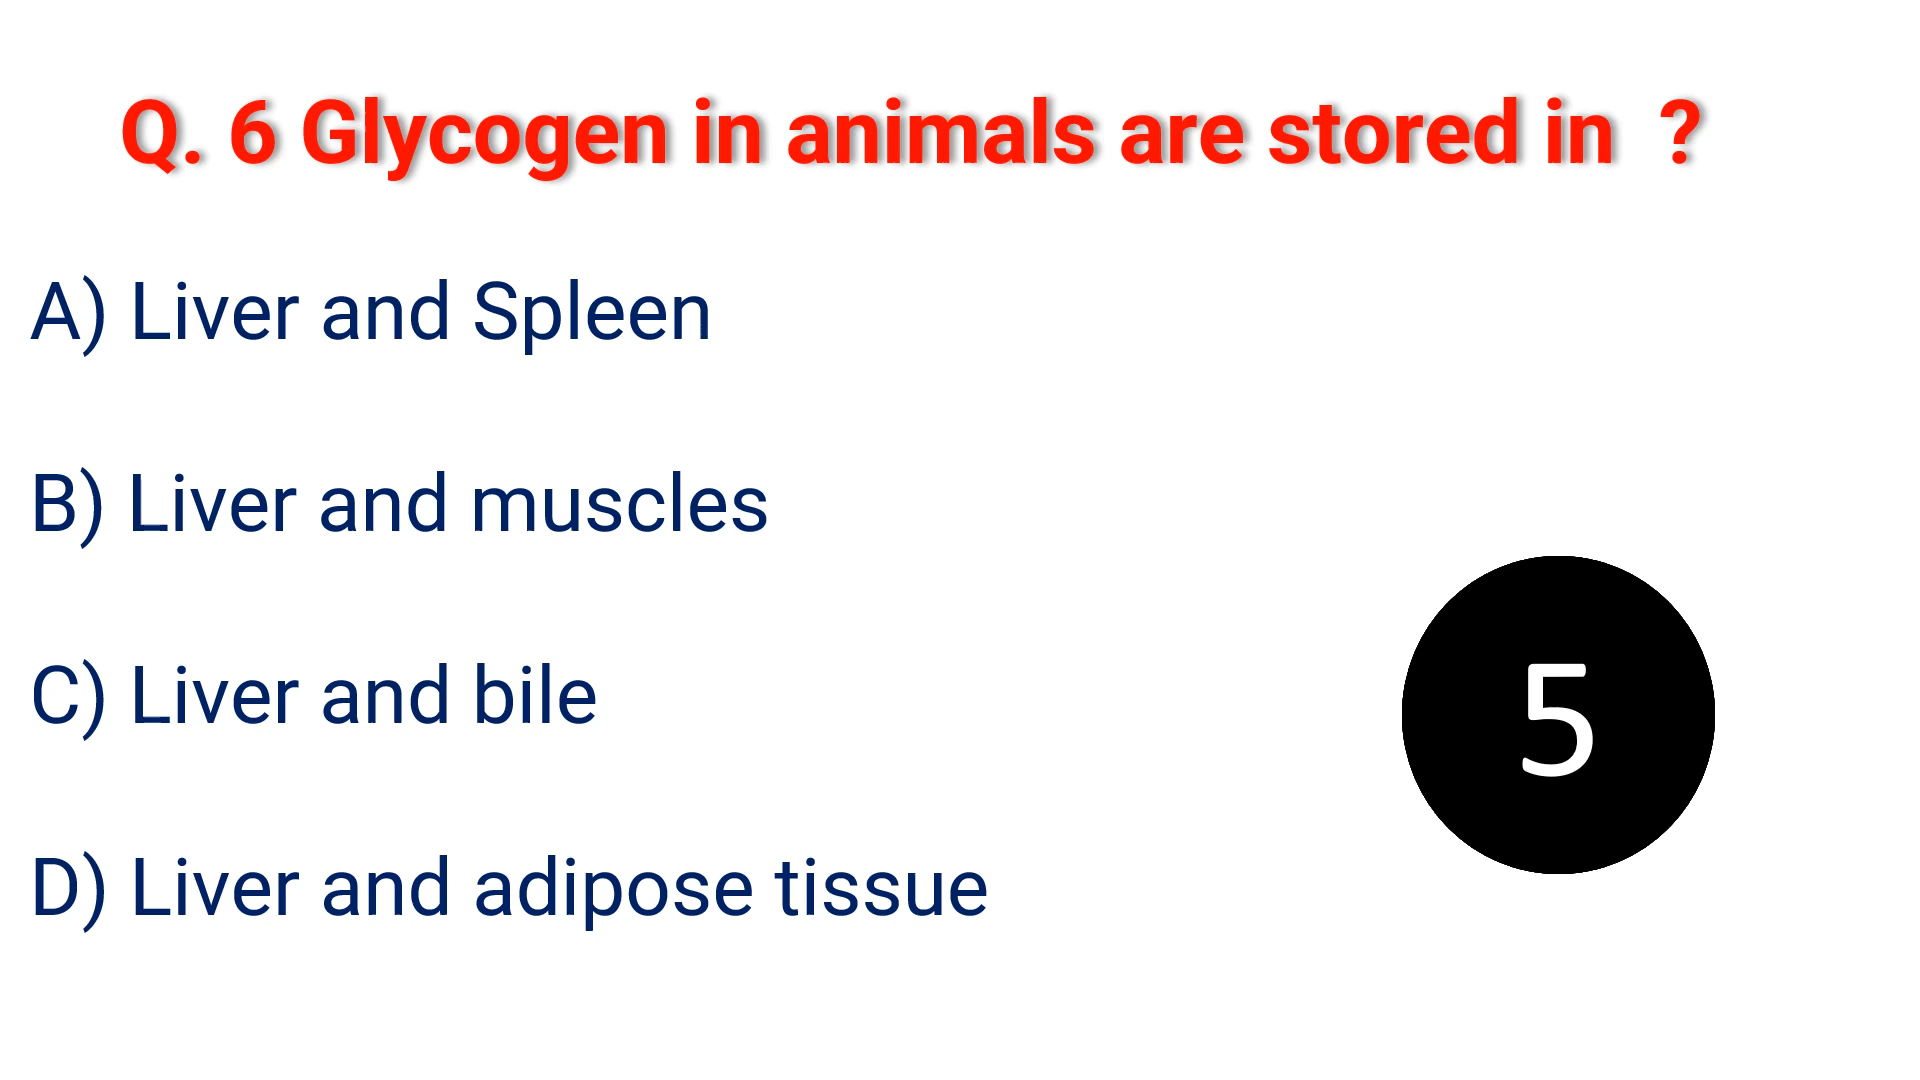 Q. 6 Glycogen in animals are stored in ?
A) Liver and Spleen
B) Liver and muscles
C) Liver and bile
D) Liver and adipose tissue
5